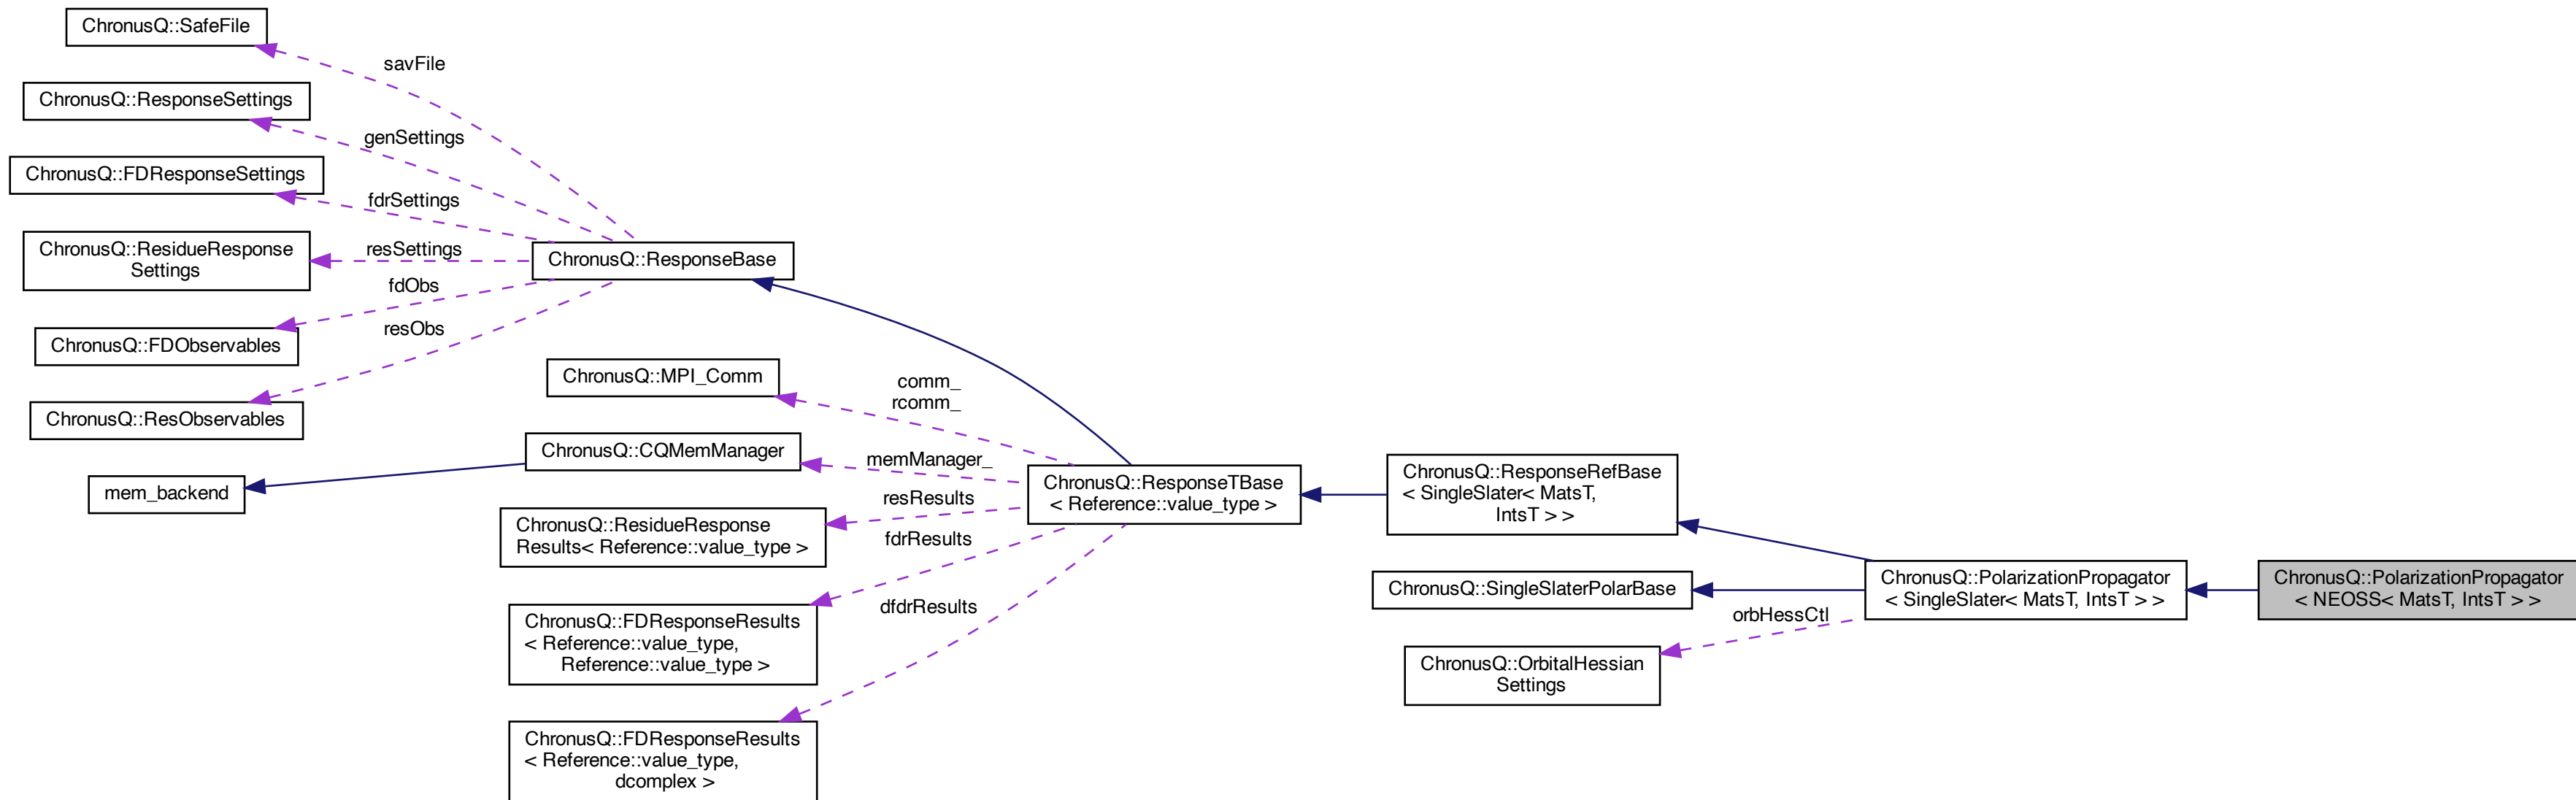 ChronusQ::SafeFile
savFile
ChronusQ::ResponseSettings
genSettings
ChronusQ::FDResponseSettings
fdrSettings
ChronusQ::ResidueResponse
Settings
resSettings
ChronusQ::ResponseBase
fdObs
resObs
ChronusQ::FDObservables
ChronusQ::ResObservables
ChronusQ::MPI_Comm
comm_
rcomm_
ChronusQ::CQMemManager
memManager_
mem_backend
resResults
ChronusQ::ResidueResponse
Results< Reference::value_type >
fdrResults
ChronusQ::FDResponseResults
< Reference::value_type,
Reference::value_type >
dfdrResults
ChronusQ::FDResponseResults
< Reference::value_type,
dcomplex >
ChronusQ::ResponseTBase
< Reference::value_type >
ChronusQ::ResponseRefBase
< SingleSlater< MatsT,
IntsT > >
ChronusQ::SingleSlaterPolarBase
orbHessCtl
ChronusQ::OrbitalHessian
Settings
ChronusQ::PolarizationPropagator
< SingleSlater< MatsT, IntsT > >
ChronusQ::PolarizationPropagator
< NEOSS< MatsT, IntsT > >